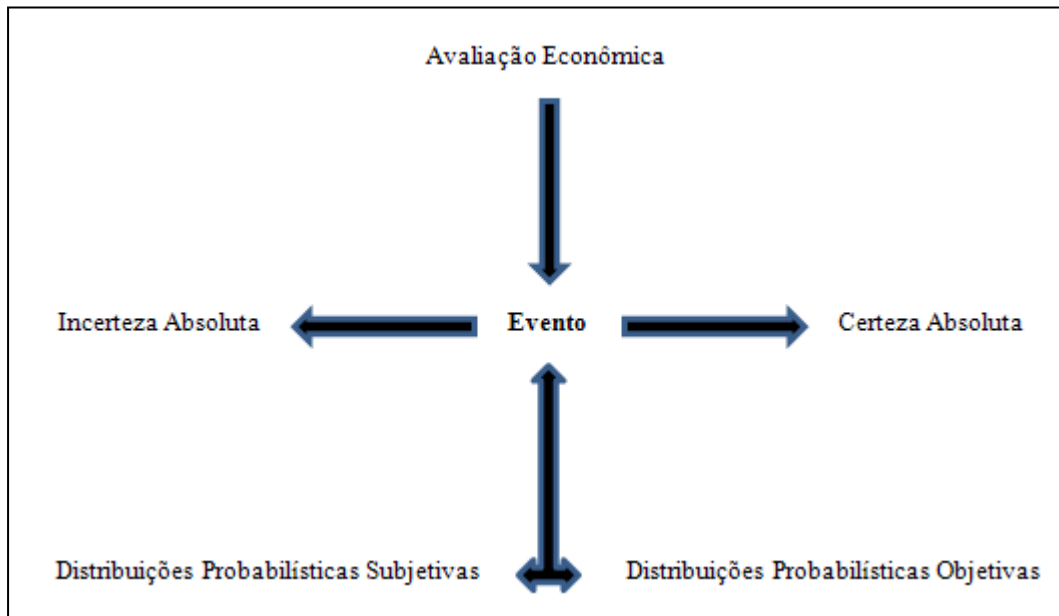 Avaliação Econômica
Incerteza Absoluta
Evento
Certeza Absoluta
Distribuições Probabilísticas Subjetivas
Distribuições Probabilísticas Objetivas